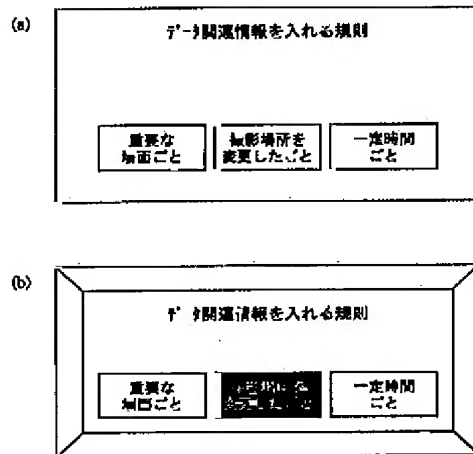 (a)
データ関連情報を入れる規則
重要な
場面ごと
撮影場所を
変更したごと
一定時間
ごと
(b)
データ関連情報を入れる規則
重要な
場面ごと
一定時間
ごと